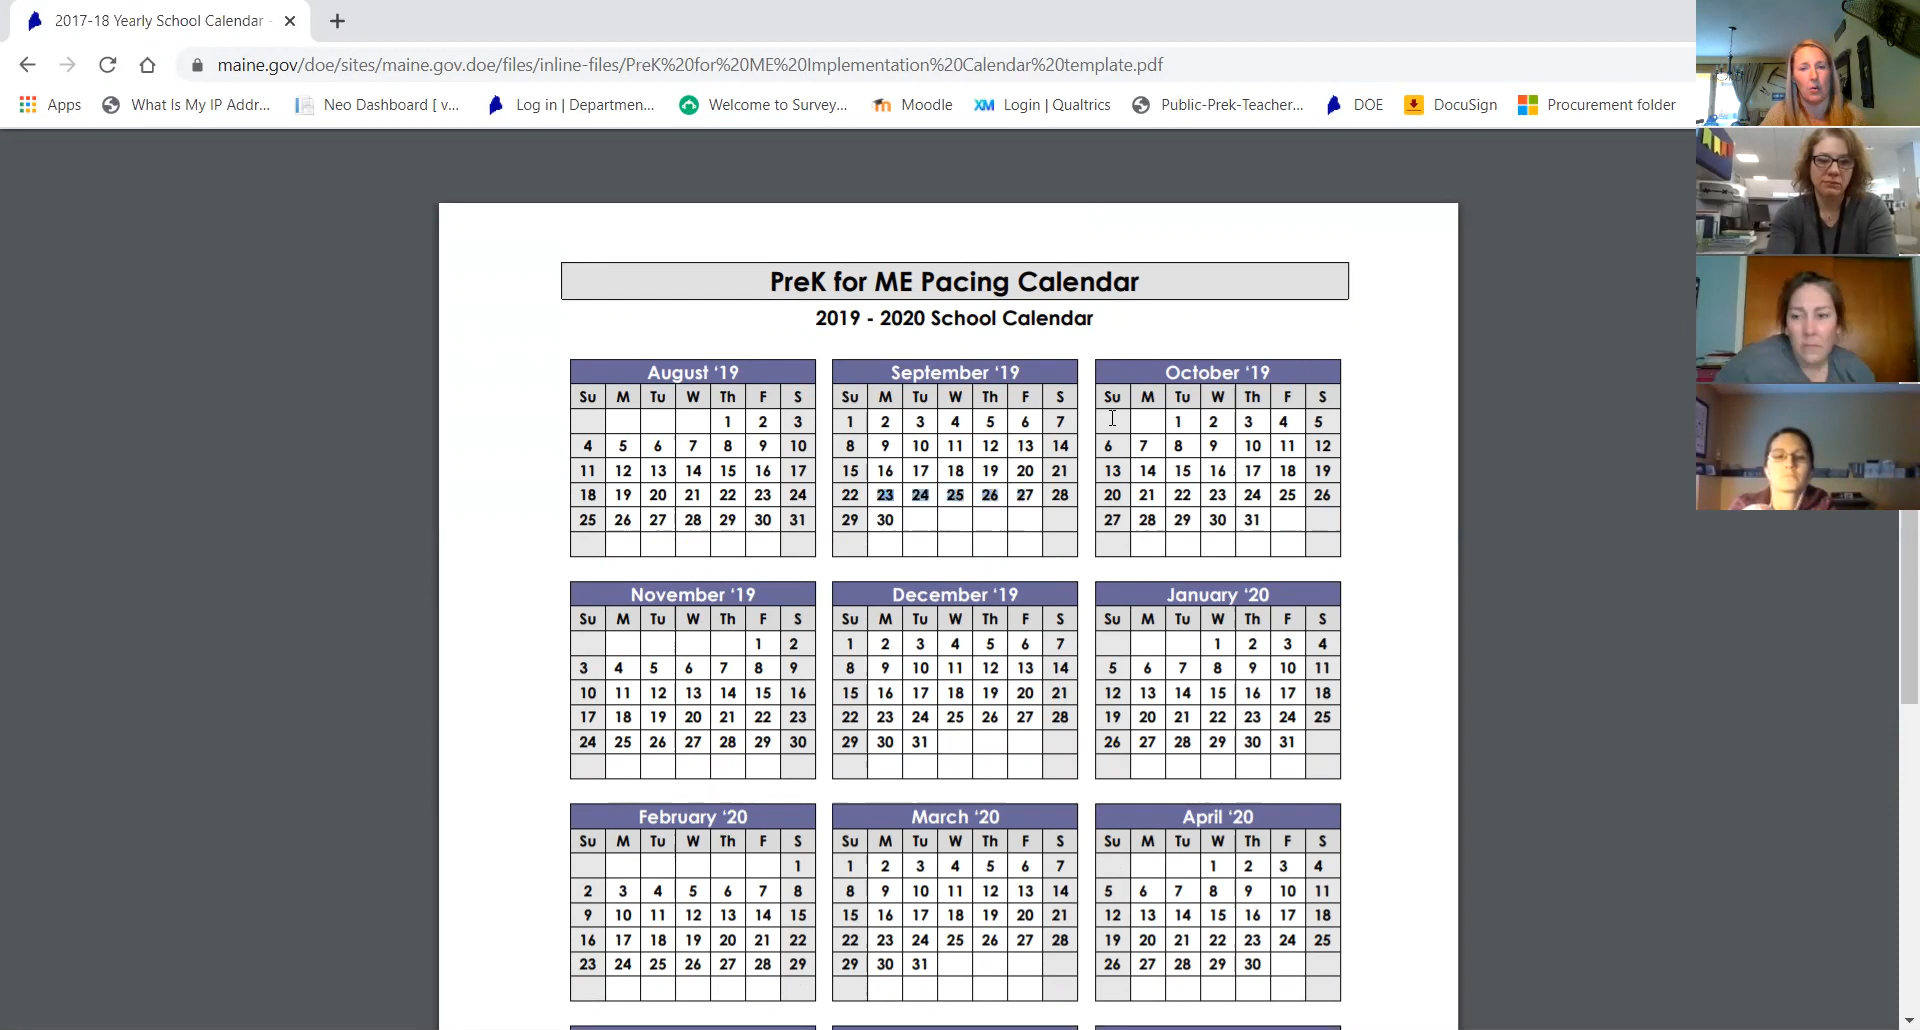 2017-18 Yearly School Calendar -
maine.gov/doe/sites/maine.gov.doe/files/inline-files/PreK%20for%20ME%20Implementation%20Calendar%20template.pdf
Apps What Is My IP Addr... Neo Dashboard [ v... Log in | Departmen... Welcome to Survey... Moodle XM Login | Qualtrics Public-Prek-Teacher... DOE DocuSign Procurement folder
PreK for ME Pacing Calendar
2019 - 2020 School Calendar
August ‘19 September ‘19 October ‘19
Su M Tu W Th F S Su M Tu W Th F S Su M Tu W Th F S
1 2 3 1 2 3 4 5 6 7 1 2 3 4 5
4 5 6 7 8 9 10 8 9 10 11 12 13 14 6 7 8 9 10 11 12
11 12 13 14 15 16 17 15 16 17 18 19 20 21 13 14 15 16 17 18 19
18 19 20 21 22 23 24 22 23 24 25 26 27 28 20 21 22 23 24 25 26
25 26 27 28 29 30 31 29 30 27 28 29 30 31
November ‘19 December ‘19 January ‘20
Su M Tu W Th F S Su M Tu W Th F S Su M Tu W Th F S
1 2 1 2 3 4 5 6 7 1 2 3 4
3 4 5 6 7 8 9 8 9 10 11 12 13 14 5 6 7 8 9 10 11
10 11 12 13 14 15 16 15 16 17 18 19 20 21 12 13 14 15 16 17 18
17 18 19 20 21 22 23 22 23 24 25 26 27 28 19 20 21 22 23 24 25
24 25 26 27 28 29 30 29 30 31 26 27 28 29 30 31
February ‘20 March ‘20 April ‘20
Su M Tu W Th F S Su M Tu W Th F S Su M Tu W Th F S
1 1 2 3 4 5 6 7 1 2 3 4
2 3 4 5 6 7 8 8 9 10 11 12 13 14 5 6 7 8 9 10 11
9 10 11 12 13 14 15 15 16 17 18 19 20 21 12 13 14 15 16 17 18
16 17 18 19 20 21 22 22 23 24 25 26 27 28 19 20 21 22 23 24 25
23 24 25 26 27 28 29 29 30 31 26 27 28 29 30